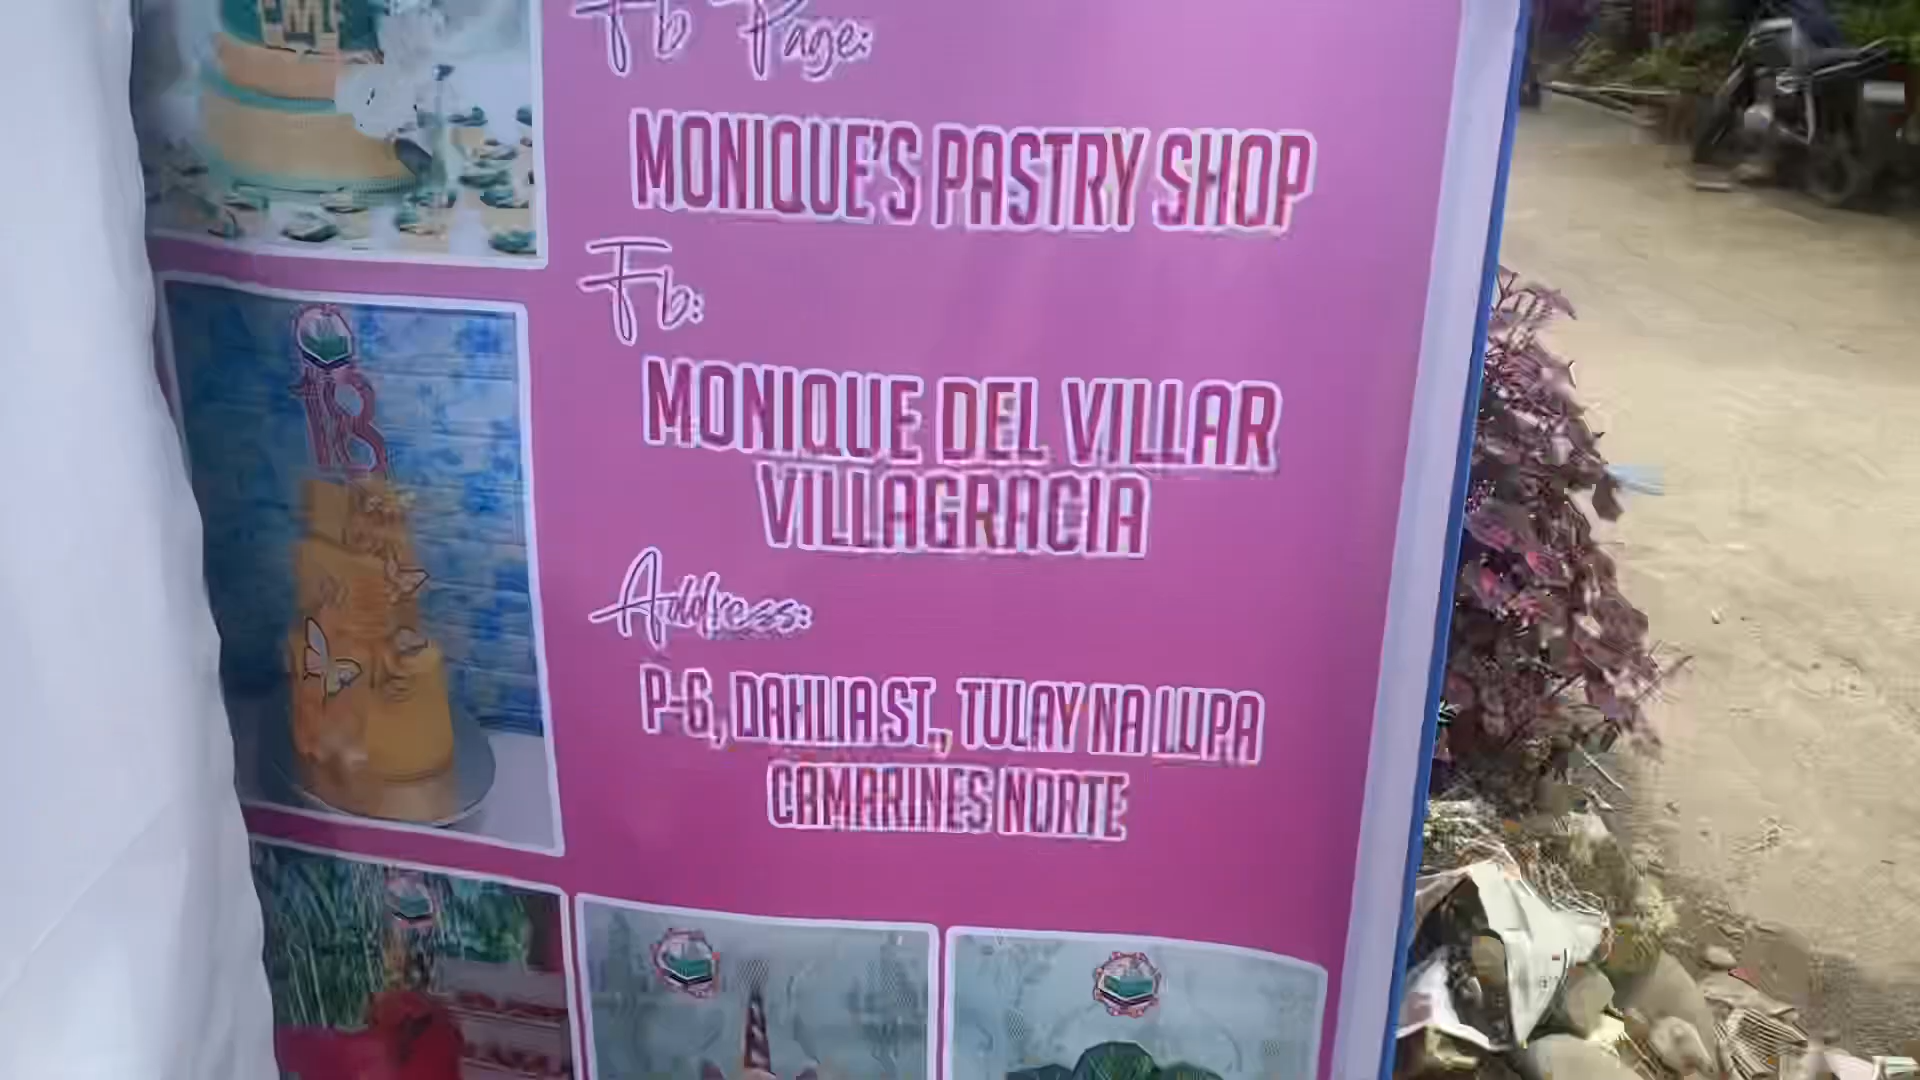 Fb Page:
MONIQUE'S PASTRY SHOP
Fb:
MONIQUE DEL VILLAR
VILLAGRACIA
Address:
P-6, DAHLIA ST., TULAY NA LUPA
CAMARINES NORTE
18